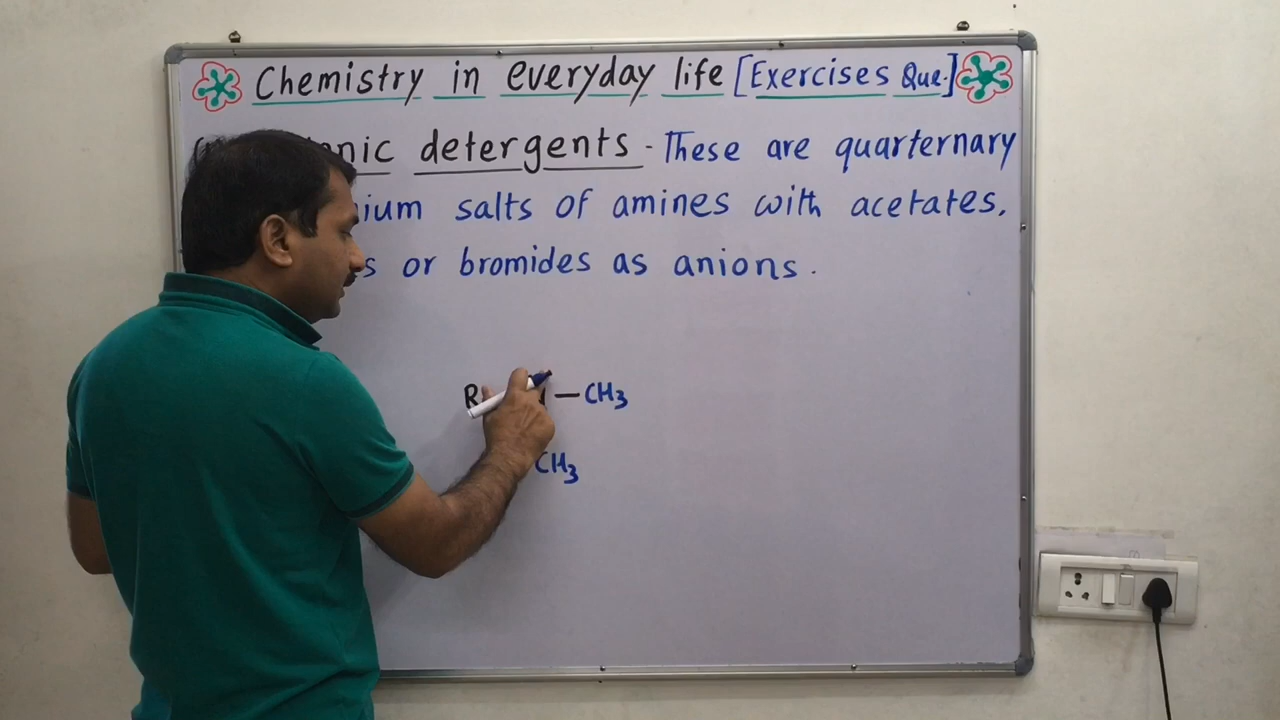 Chemistry in everyday life [Exercises Que.]
detergents - These are quarternary
salts of amines with acetates,
or bromides as anions.
R — CH3
CH3